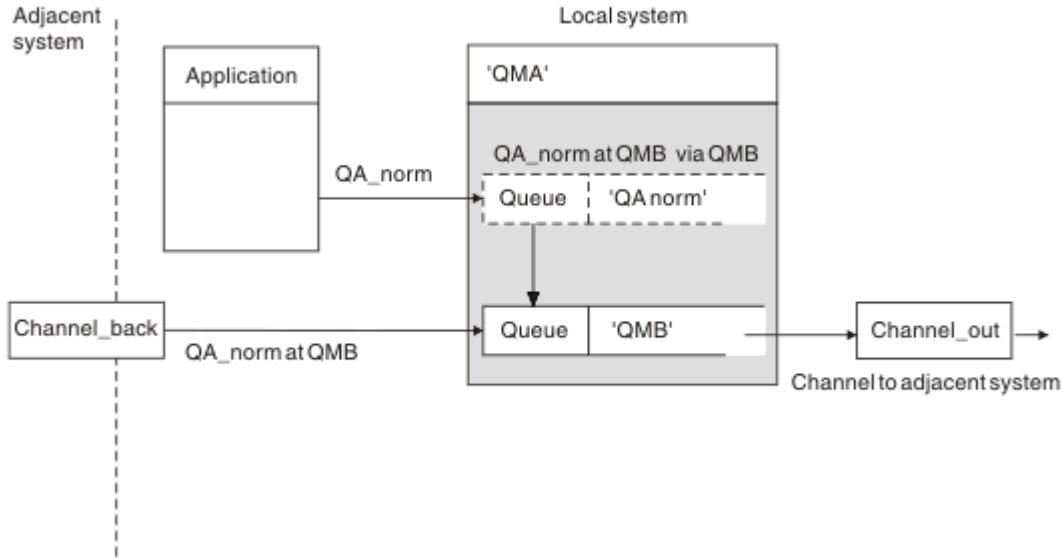 Adjacent
system
Local system
Application
'QMA'
QA_norm at QMB via QMB
QA_norm
Queue
'QA norm'
Channel_back
Queue
'QMB'
Channel_out
QA_norm at QMB
Channel to adjacent system